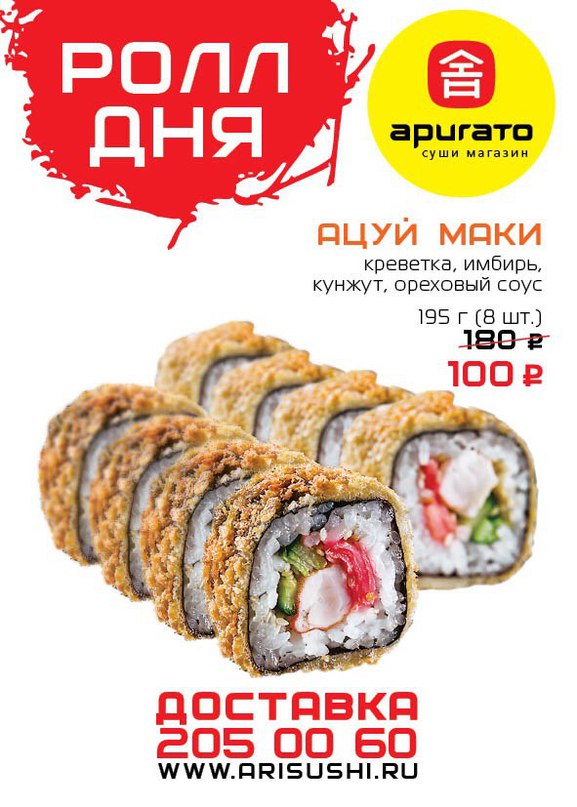 РОЛЛ
ДНЯ
аригато
суши магазин
АЦУЙ МАКИ
креветка, имбирь,
кунжут, ореховый соус
195 г (8 шт.)
180 ₽
100 ₽
ДОСТАВКА
205 00 60
WWW.ARISUSHI.RU